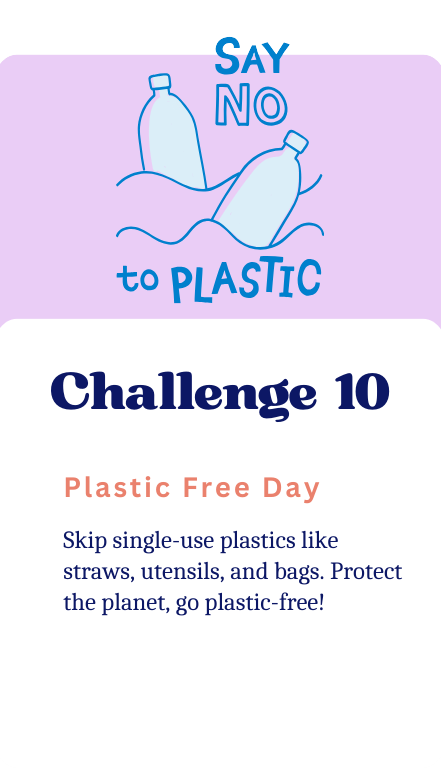 SAY
NO
to PLASTIC
Challenge 10
Plastic Free Day
Skip single-use plastics like
straws, utensils, and bags. Protect
the planet, go plastic-free!